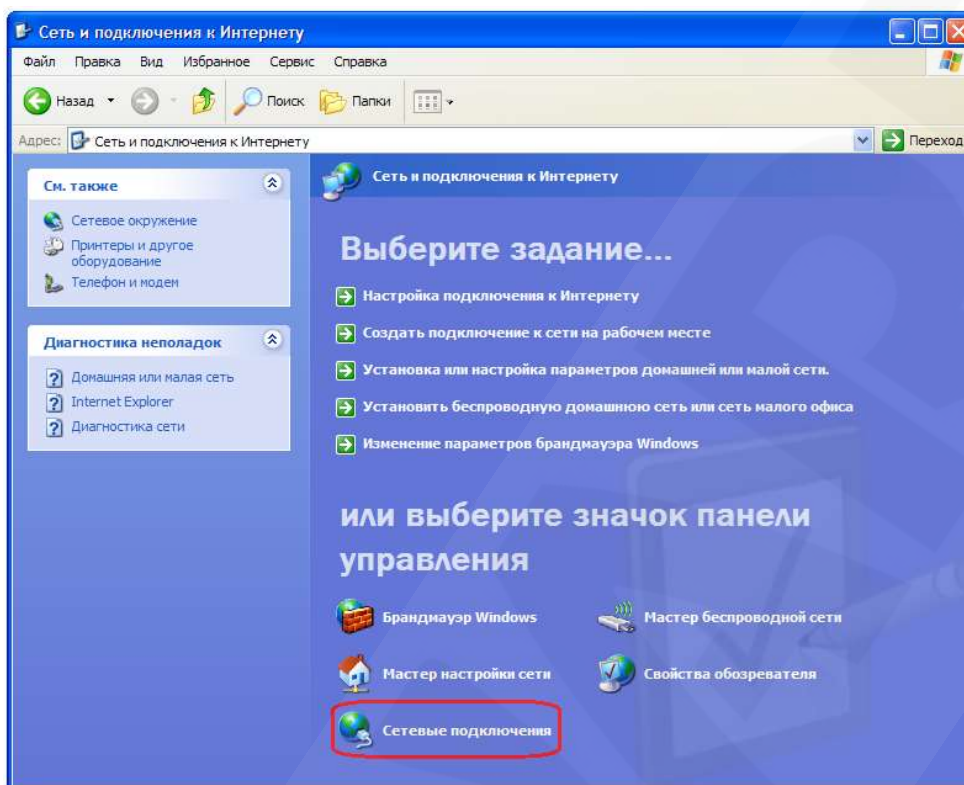 Сеть и подключения к Интернету
Файл Правка Вид Избранное Сервис Справка
Назад Поиск Папки
Адрес: Сеть и подключения к Интернету Переход
См. также
Сетевое окружение
Принтеры и другое
оборудование
Телефон и модем
Диагностика неполадок
Домашняя или малая сеть
Internet Explorer
Диагностика сети
Сеть и подключения к Интернету
Выберите задание...
Настройка подключения к Интернету
Создать подключение к сети на рабочем месте
Установка или настройка параметров домашней или малой сети.
Установить беспроводную домашнюю сеть или сеть малого офиса
Изменение параметров брандмауэра Windows
или выберите значок панели
управления
Брандмауэр Windows
Мастер беспроводной сети
Мастер настройки сети
Свойства обозревателя
Сетевые подключения